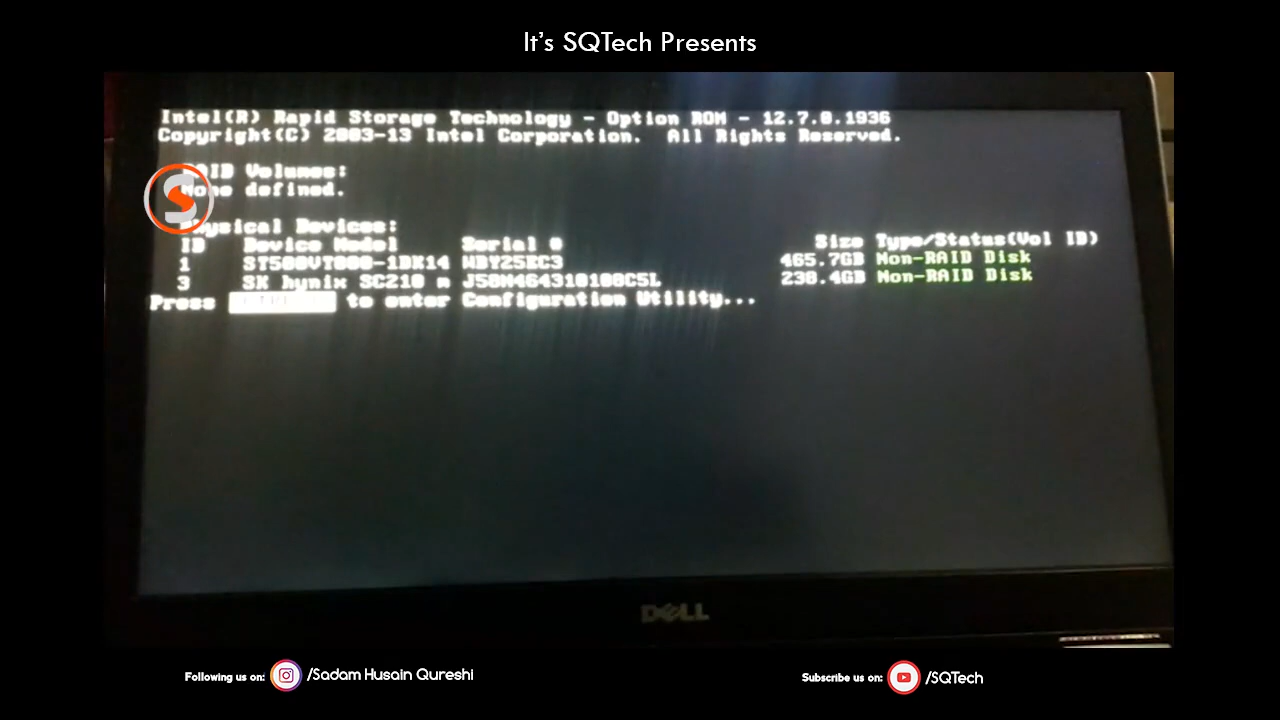 It's SQTech Presents
Intel(R) Rapid Storage Technology - Option ROM - 12.7.0.1936
Copyright(C) 2003-13 Intel Corporation. All Rights Reserved.
RAID Volumes:
None defined.
Physical Devices:
ID Device Model Serial # Size Type/Status(Vol ID)
1 465.7GB Non-RAID Disk
3 SK hynix SC210 m 238.4GB Non-RAID Disk
Press to enter Configuration Utility...
DELL
Following us on: /Sadam Husain Qureshi
Subscribe us on: /SQTech